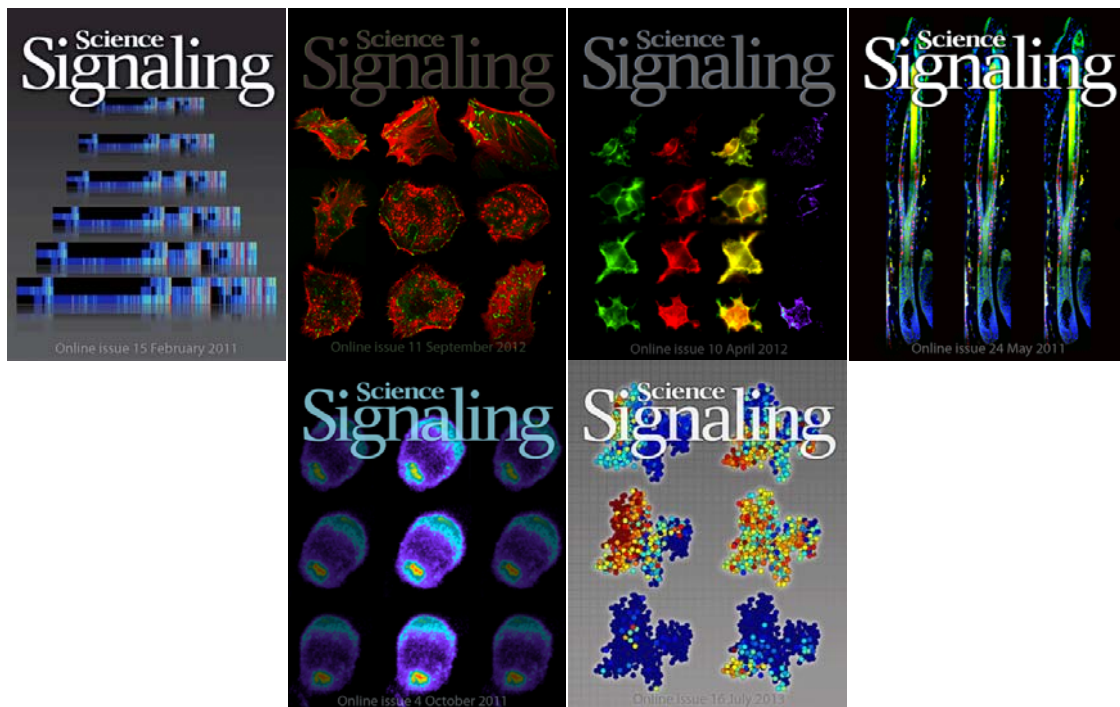 Science
Signaling
Online issue 15 February 2011
Science
Signaling
Online issue 11 September 2012
Science
Signaling
Online issue 10 April 2012
Science
Signaling
Online issue 24 May 2011
Science
Signaling
Online issue 4 October 2011
Science
Signaling
Online issue 16 July 2013